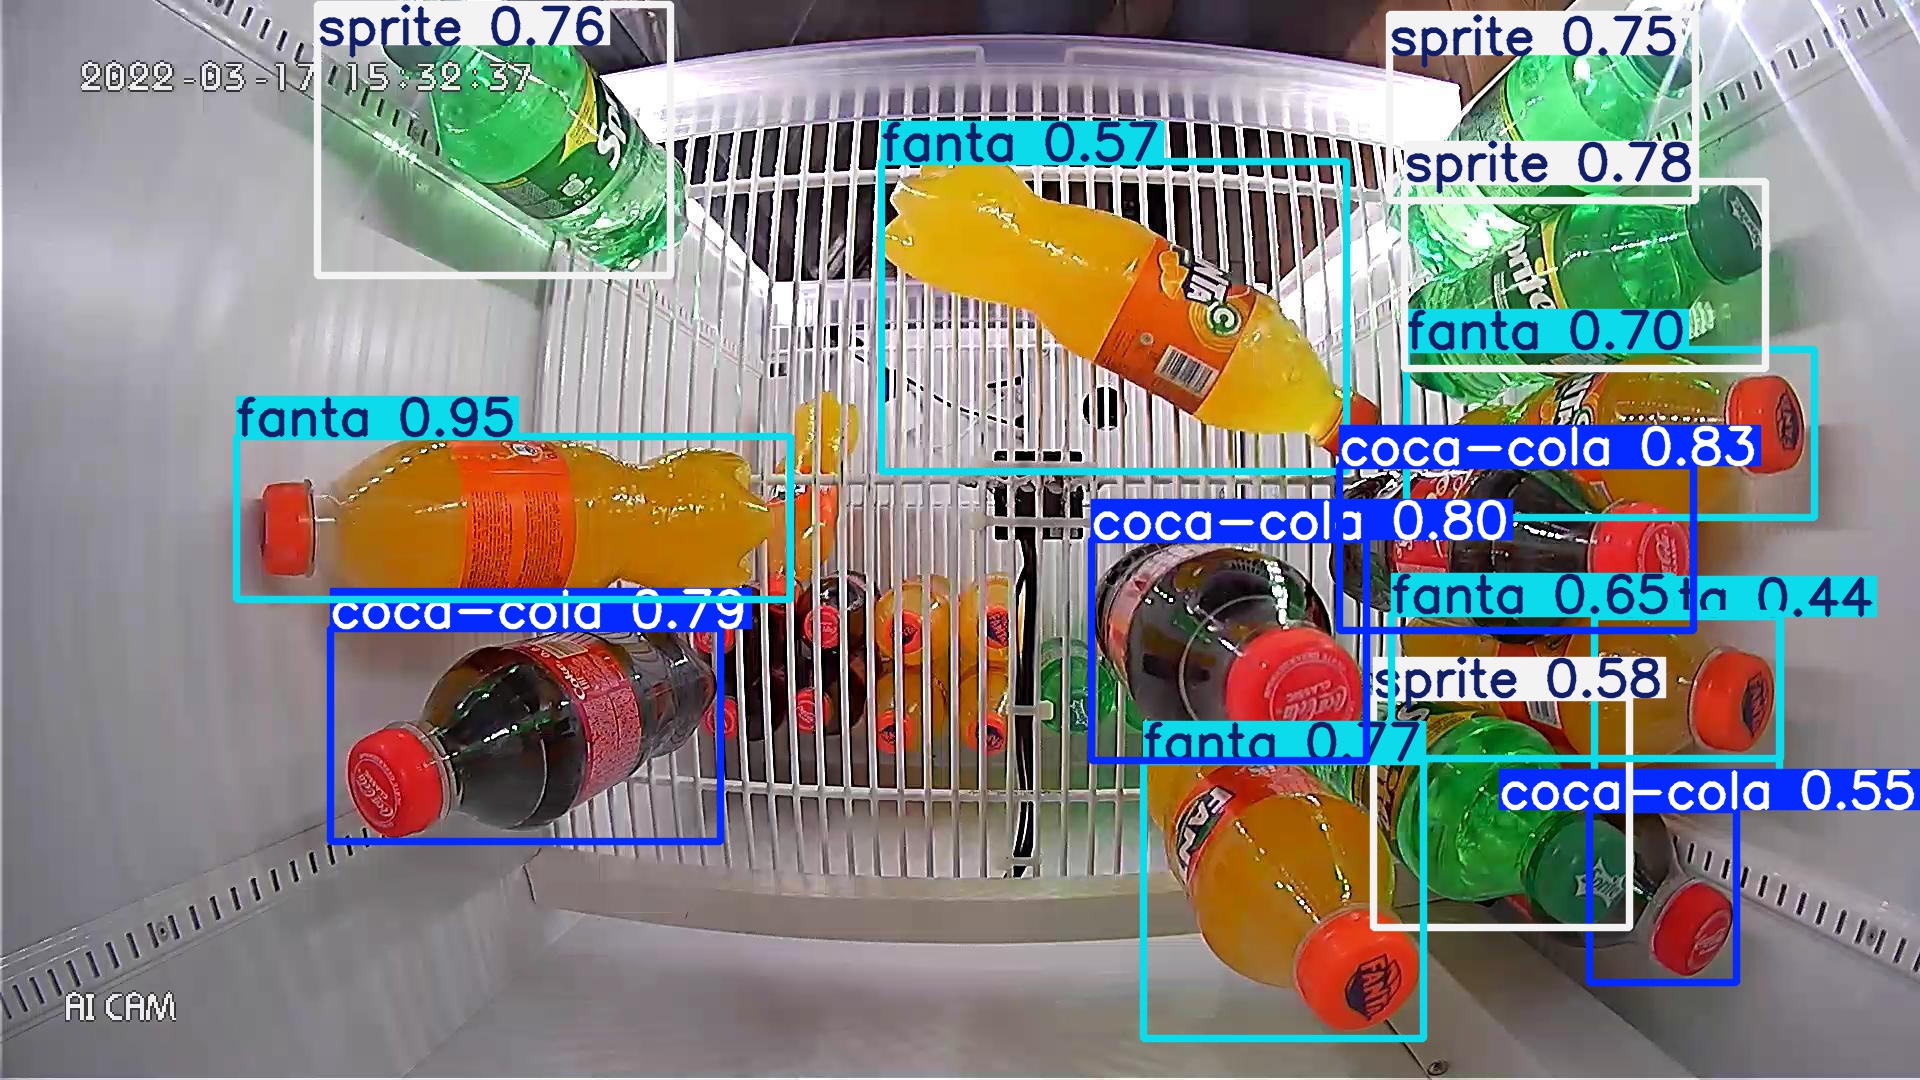 sprite 0.76
sprite 0.75
2022-03-17 15:32:37
fanta 0.57
sprite 0.78
fanta 0.70
fanta 0.95
coca-cola 0.83
coca-cola 0.80
fanta 0.65
ta 0.44
coca-cola 0.79
sprite 0.58
fanta 0.77
coca-cola 0.55
FANTA
AI CAM